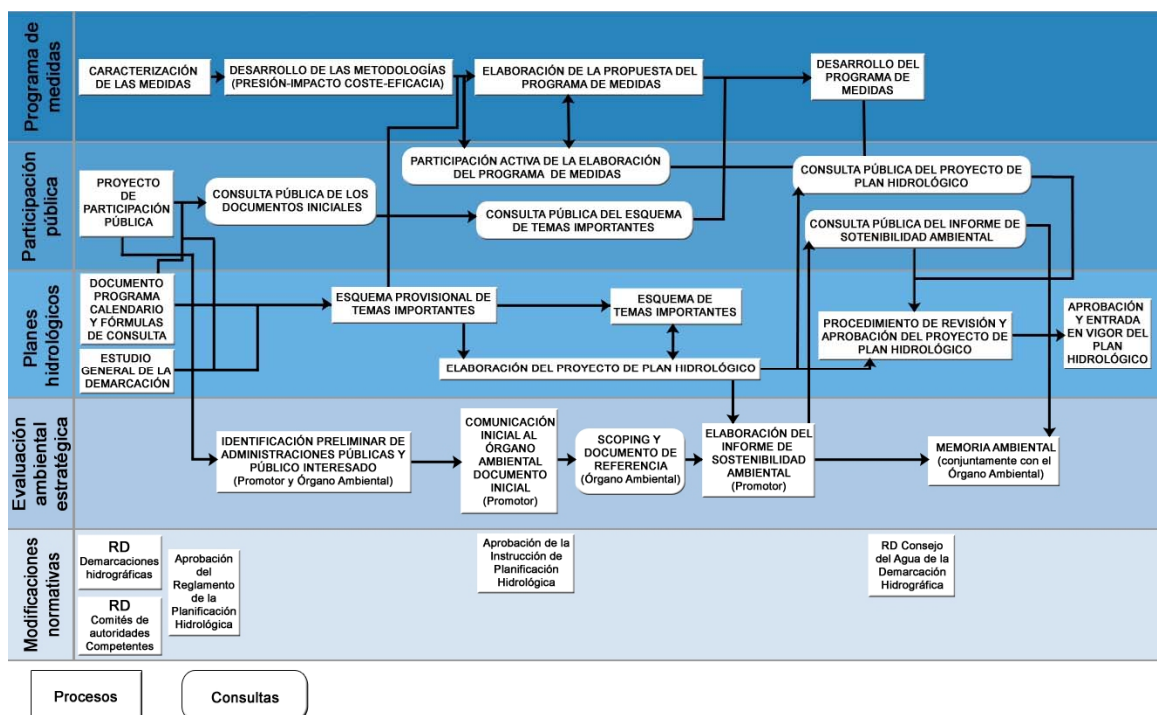 Programa de
medidas
CARACTERIZACIÓN
DE LAS MEDIDAS
DESARROLLO DE LAS METODOLOGÍAS
(PRESIÓN-IMPACTO COSTE-EFICACIA)
ELABORACIÓN DE LA PROPUESTA DEL
PROGRAMA DE MEDIDAS
DESARROLLO DEL
PROGRAMA DE
MEDIDAS
Participación
pública
PROYECTO
DE
PARTICIPACIÓN
PÚBLICA
CONSULTA PÚBLICA DE LOS
DOCUMENTOS INICIALES
PARTICIPACIÓN ACTIVA DE LA ELABORACIÓN
DEL PROGRAMA DE MEDIDAS
CONSULTA PÚBLICA DEL ESQUEMA
DE TEMAS IMPORTANTES
CONSULTA PÚBLICA DEL PROYECTO DE
PLAN HIDROLÓGICO
CONSULTA PÚBLICA DEL INFORME DE
SOTENIBILIDAD AMBIENTAL
Planes
hidrológicos
DOCUMENTO
PROGRAMA
CALENDARIO
Y FÓRMULAS
DE CONSULTA
ESTUDIO
GENERAL DE LA
DEMARCACIÓN
ESQUEMA PROVISIONAL DE
TEMAS IMPORTANTES
ESQUEMA DE
TEMAS IMPORTANTES
ELABORACIÓN DEL PROYECTO DE PLAN HIDROLÓGICO
PROCEDIMIENTO DE REVISIÓN Y
APROBACIÓN DEL PROYECTO DE
PLAN HIDROLÓGICO
APROBACIÓN
Y ENTRADA
EN VIGOR DEL
PLAN
HIDROLÓGICO
Evaluación
ambiental
estratégica
IDENTIFICACIÓN PRELIMINAR DE
ADMINISTRACIONES PÚBLICAS Y
PÚBLICO INTERESADO
(Promotor y Órgano Ambiental)
COMUNICACIÓN
INICIAL AL
ÓRGANO
AMBIENTAL
DOCUMENTO
INICIAL
(Promotor)
SCOPING Y
DOCUMENTO DE
REFERENCIA
(Órgano Ambiental)
ELABORACIÓN DEL
INFORME DE
SOSTENIBILIDAD
AMBIENTAL
(Promotor)
MEMORIA AMBIENTAL
(conjuntamente con el
Órgano Ambiental)
Modificaciones
normativas
RD
Demarcaciones
hidrográficas
RD
Comités de
autoridades
Competentes
Aprobación
del
Reglamento
de la
Planificación
Hidrológica
Aprobación de la
Instrucción de
Planificación
Hidrológica
RD Consejo
del Agua de la
Demarcación
Hidrográfica
Procesos
Consultas